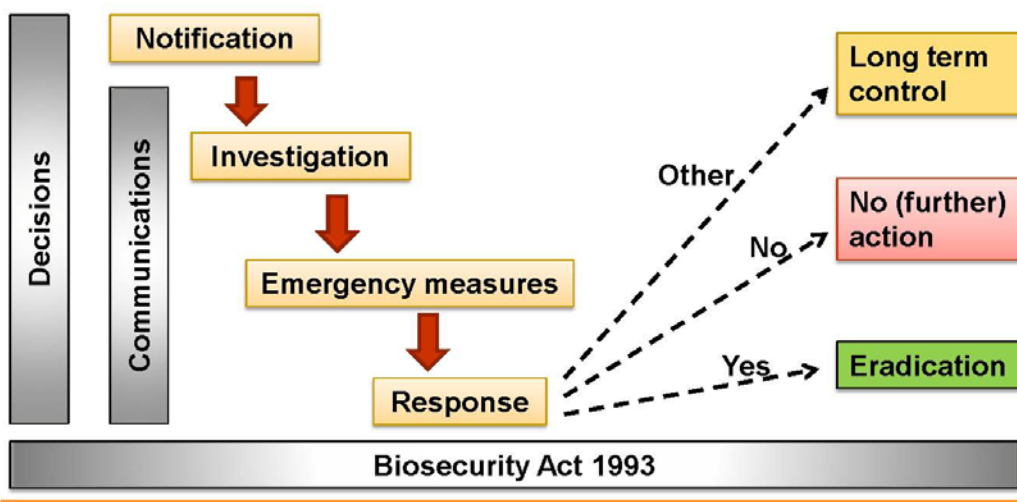 Decisions
Communications
Notification
Investigation
Emergency measures
Response
Other
No
Yes
Long term
control
No (further)
action
Eradication
Biosecurity Act 1993